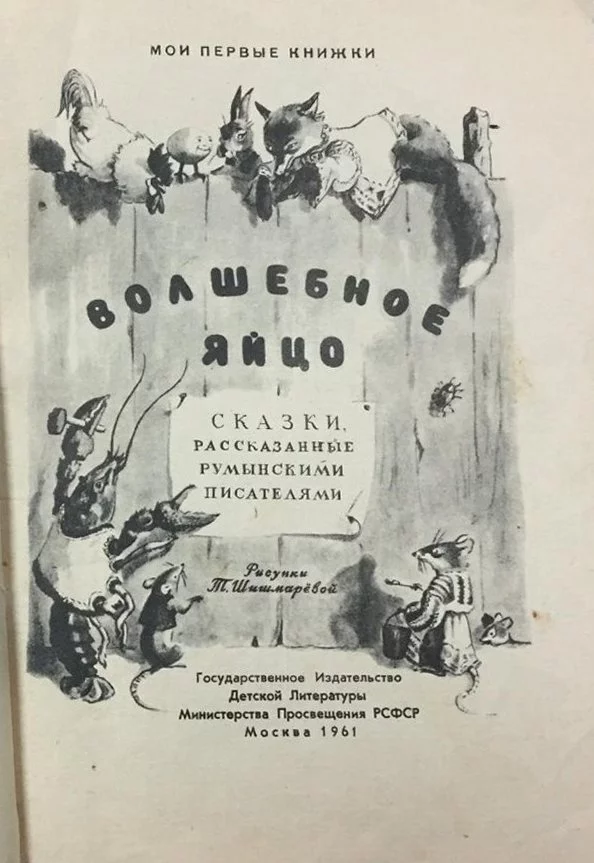 МОИ ПЕРВЫЕ КНИЖКИ
ВОЛШЕБНОЕ
ЯЙЦО
СКАЗКИ,
РАССКАЗАННЫЕ
РУМЫНСКИМИ
ПИСАТЕЛЯМИ
Рисунки
Т. Шишмарёвой
Государственное Издательство
Детской Литературы
Министерства Просвещения РСФСР
Москва 1961